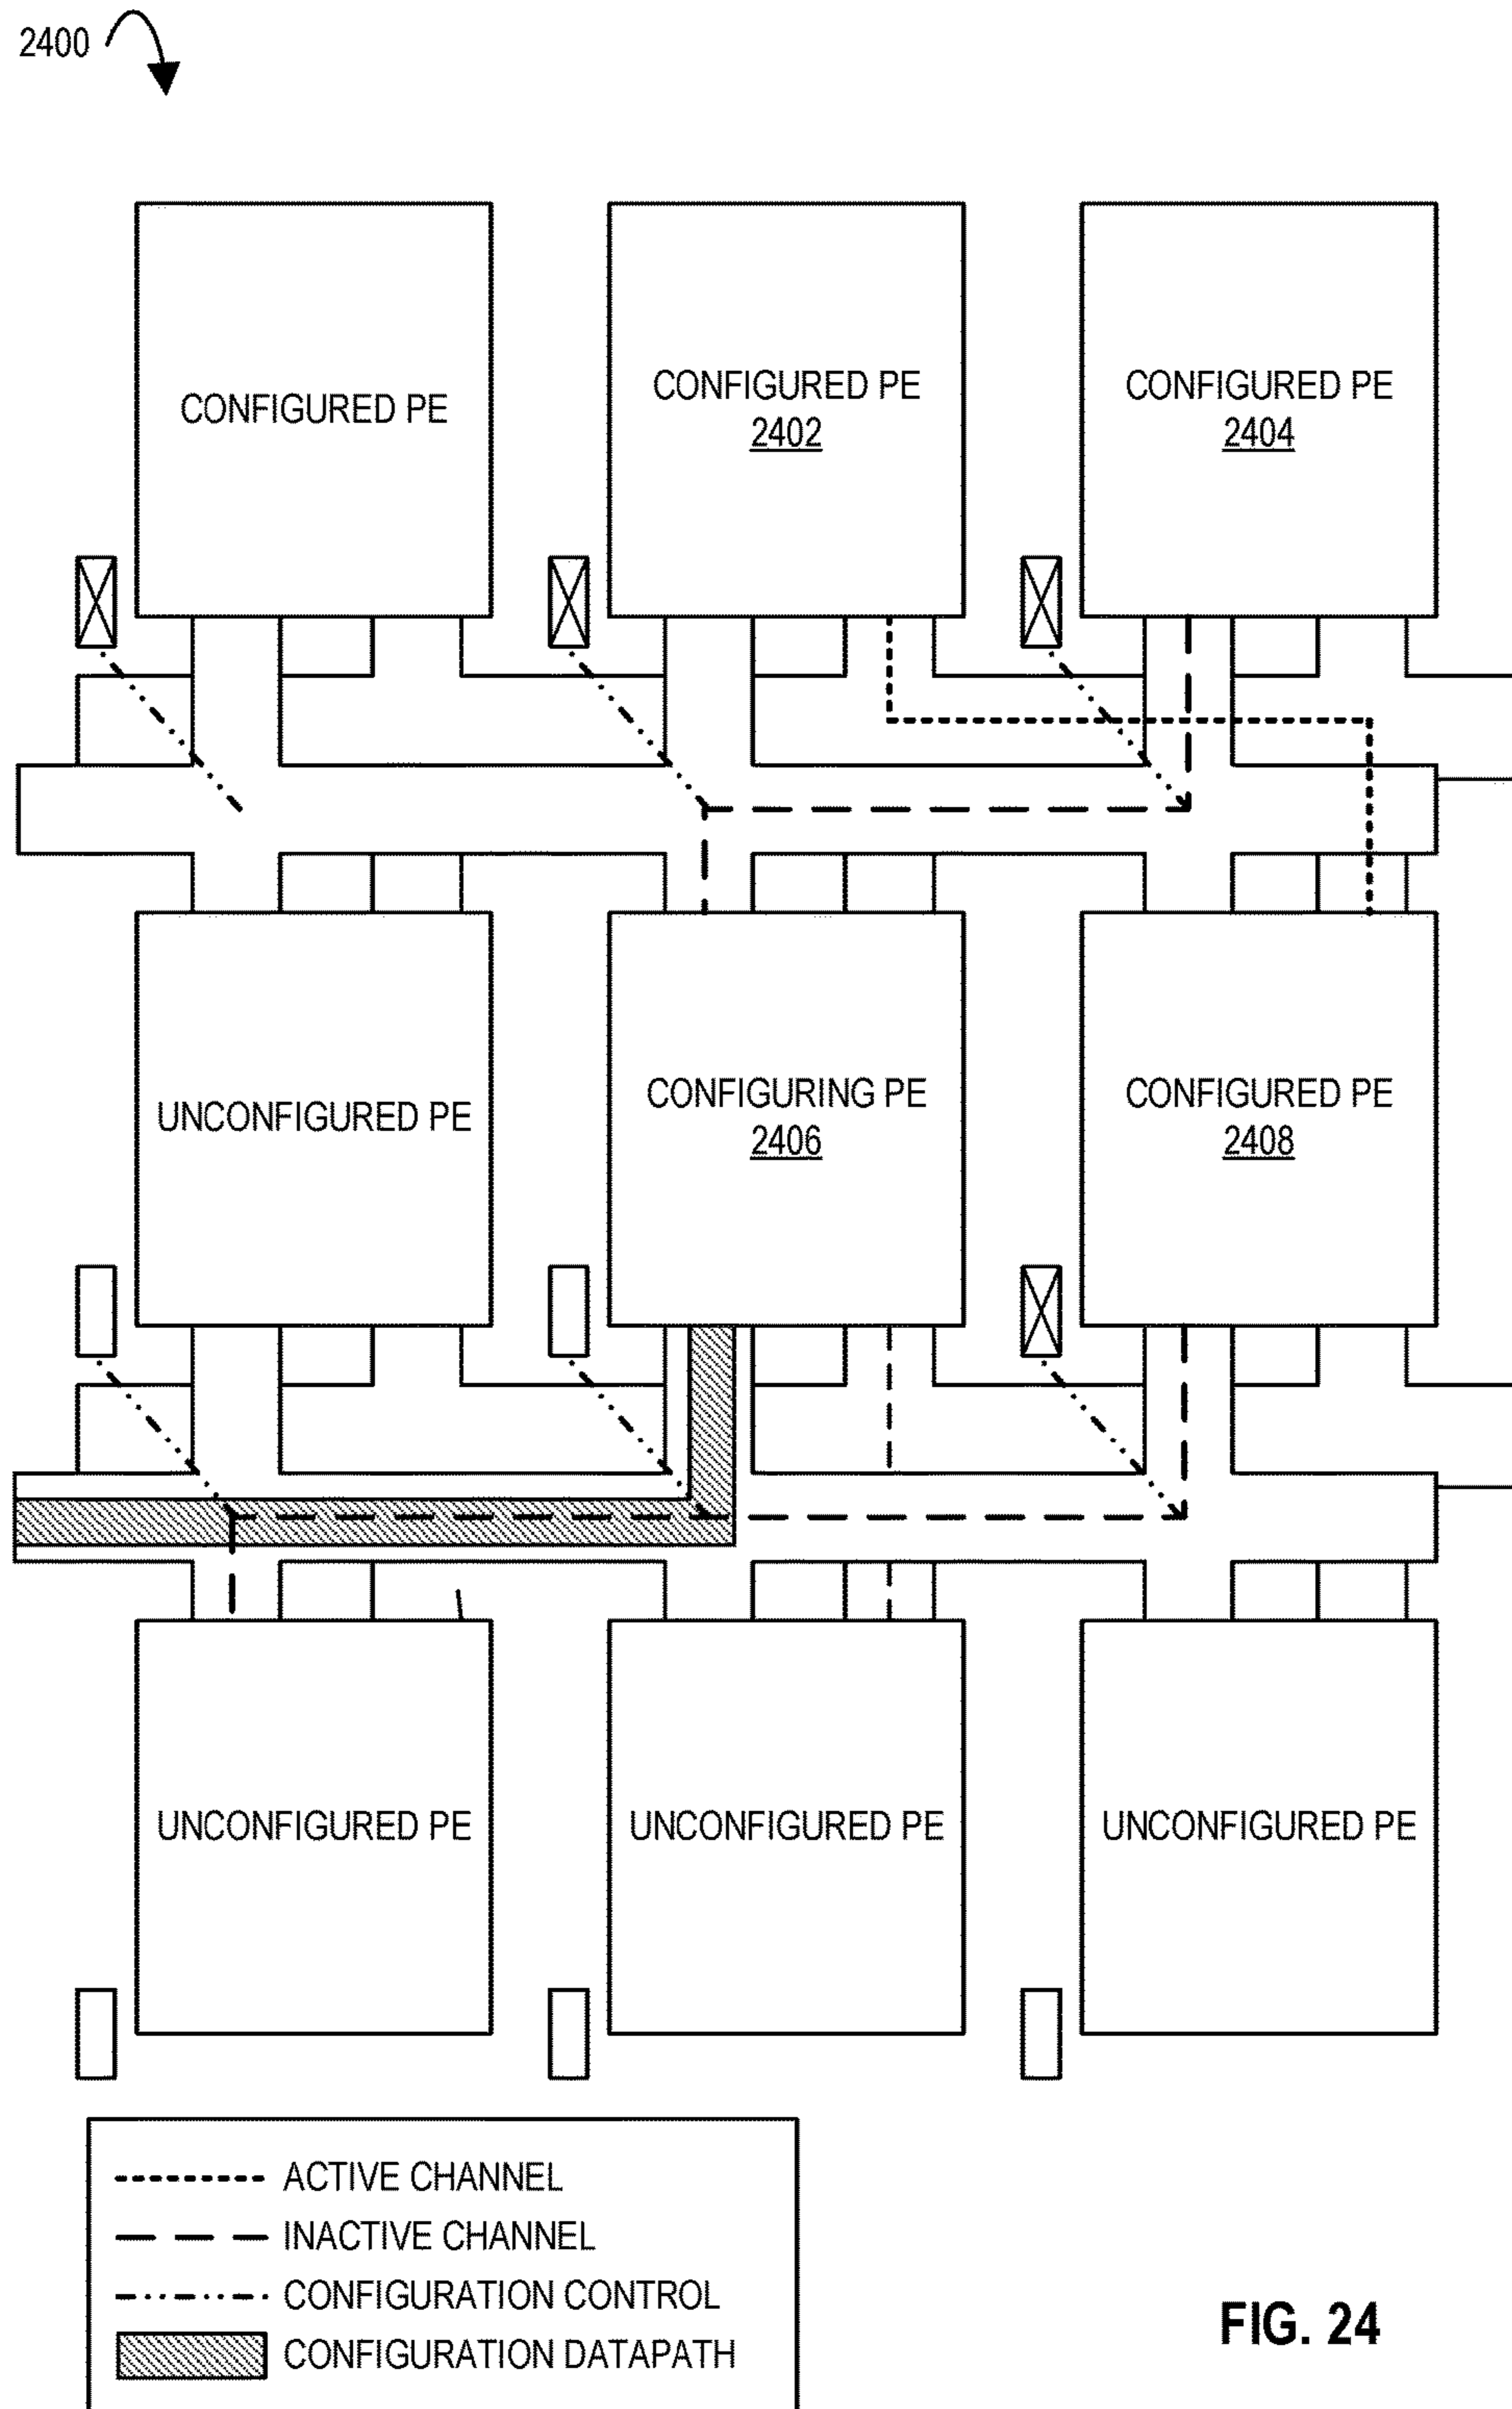 2400
CONFIGURED PE
CONFIGURED PE
2402
CONFIGURED PE
2404
UNCONFIGURED PE
CONFIGURING PE
2406
CONFIGURED PE
2408
UNCONFIGURED PE
UNCONFIGURED PE
UNCONFIGURED PE
ACTIVE CHANNEL
INACTIVE CHANNEL
CONFIGURATION CONTROL
CONFIGURATION DATAPATH
FIG. 24